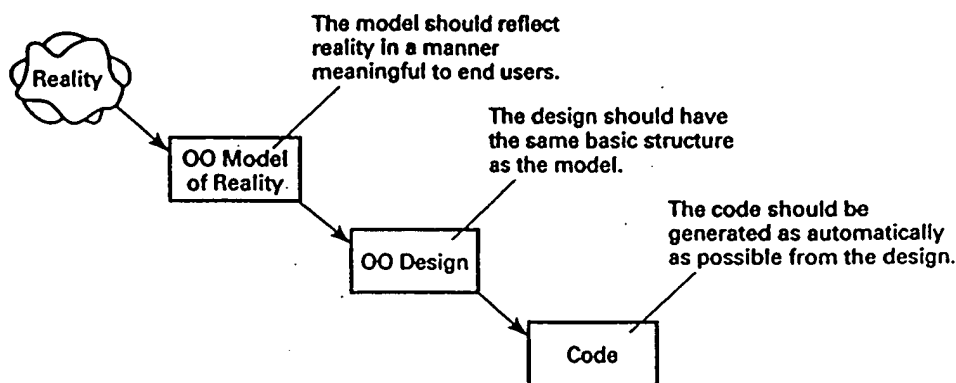 The model should reflect
reality in a manner
meaningful to end users.
Reality
The design should have
the same basic structure
as the model.
OO Model
of Reality.
The code should be
generated as automatically
as possible from the design.
OO Design
Code